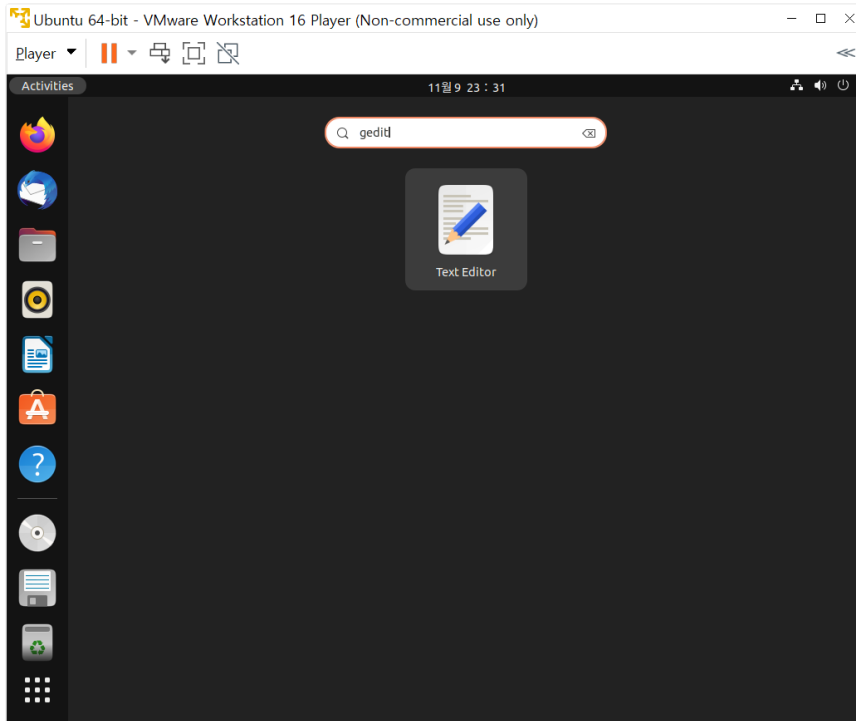 Ubuntu 64-bit - VMware Workstation 16 Player (Non-commercial use only)
Player
Activities
11월 9 23 : 31
gedit
Text Editor